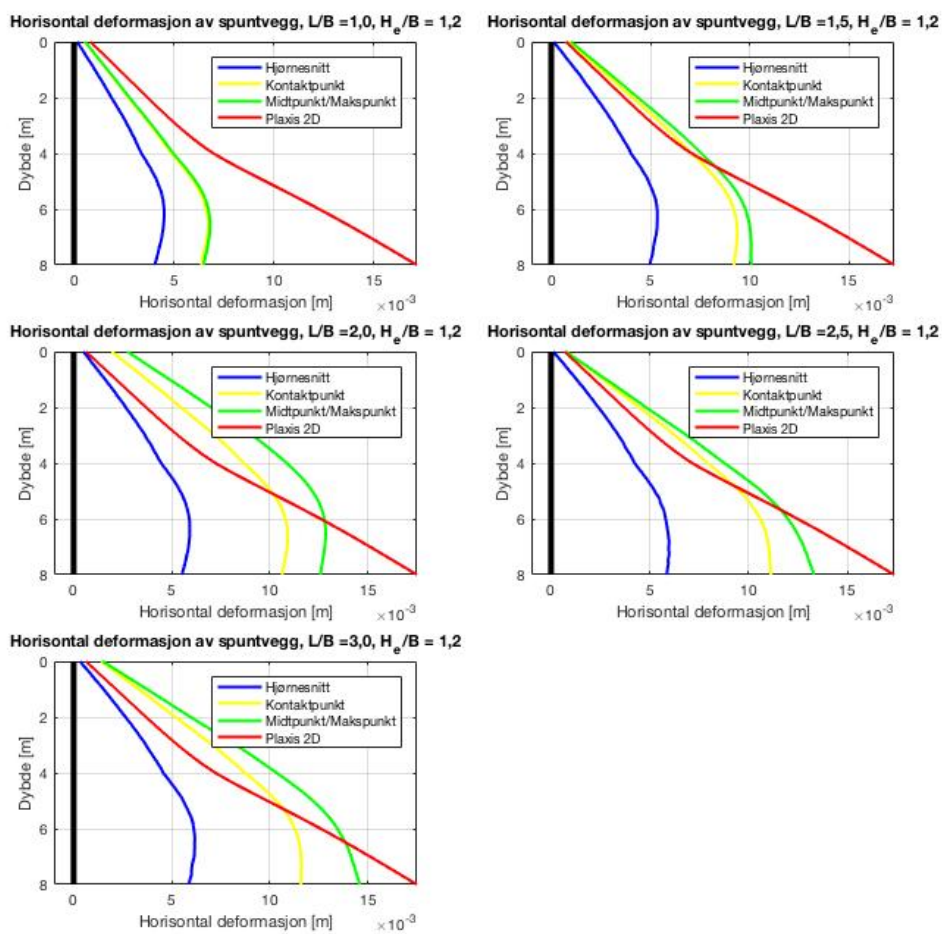 Horisontal deformasjon av spuntvegg, L/B =1,0, H_e/B = 1,2
0
2
4
6
8
Dybde [m]
Hjørnesnitt
Kontaktpunkt
Midtpunkt/Makspunkt
Plaxis 2D
0 5 10 15
×10^-3
Horisontal deformasjon [m]
Horisontal deformasjon av spuntvegg, L/B =1,5, H_e/B = 1,2
0
2
4
6
8
Dybde [m]
Hjørnesnitt
Kontaktpunkt
Midtpunkt/Makspunkt
Plaxis 2D
0 5 10 15
×10^-3
Horisontal deformasjon [m]
Horisontal deformasjon av spuntvegg, L/B =2,0, H_e/B = 1,2
0
2
4
6
8
Dybde [m]
Hjørnesnitt
Kontaktpunkt
Midtpunkt/Makspunkt
Plaxis 2D
0 5 10 15
×10^-3
Horisontal deformasjon [m]
Horisontal deformasjon av spuntvegg, L/B =2,5, H_e/B = 1,2
0
2
4
6
8
Dybde [m]
Hjørnesnitt
Kontaktpunkt
Midtpunkt/Makspunkt
Plaxis 2D
0 5 10 15
×10^-3
Horisontal deformasjon [m]
Horisontal deformasjon av spuntvegg, L/B =3,0, H_e/B = 1,2
0
2
4
6
8
Dybde [m]
Hjørnesnitt
Kontaktpunkt
Midtpunkt/Makspunkt
Plaxis 2D
0 5 10 15
×10^-3
Horisontal deformasjon [m]